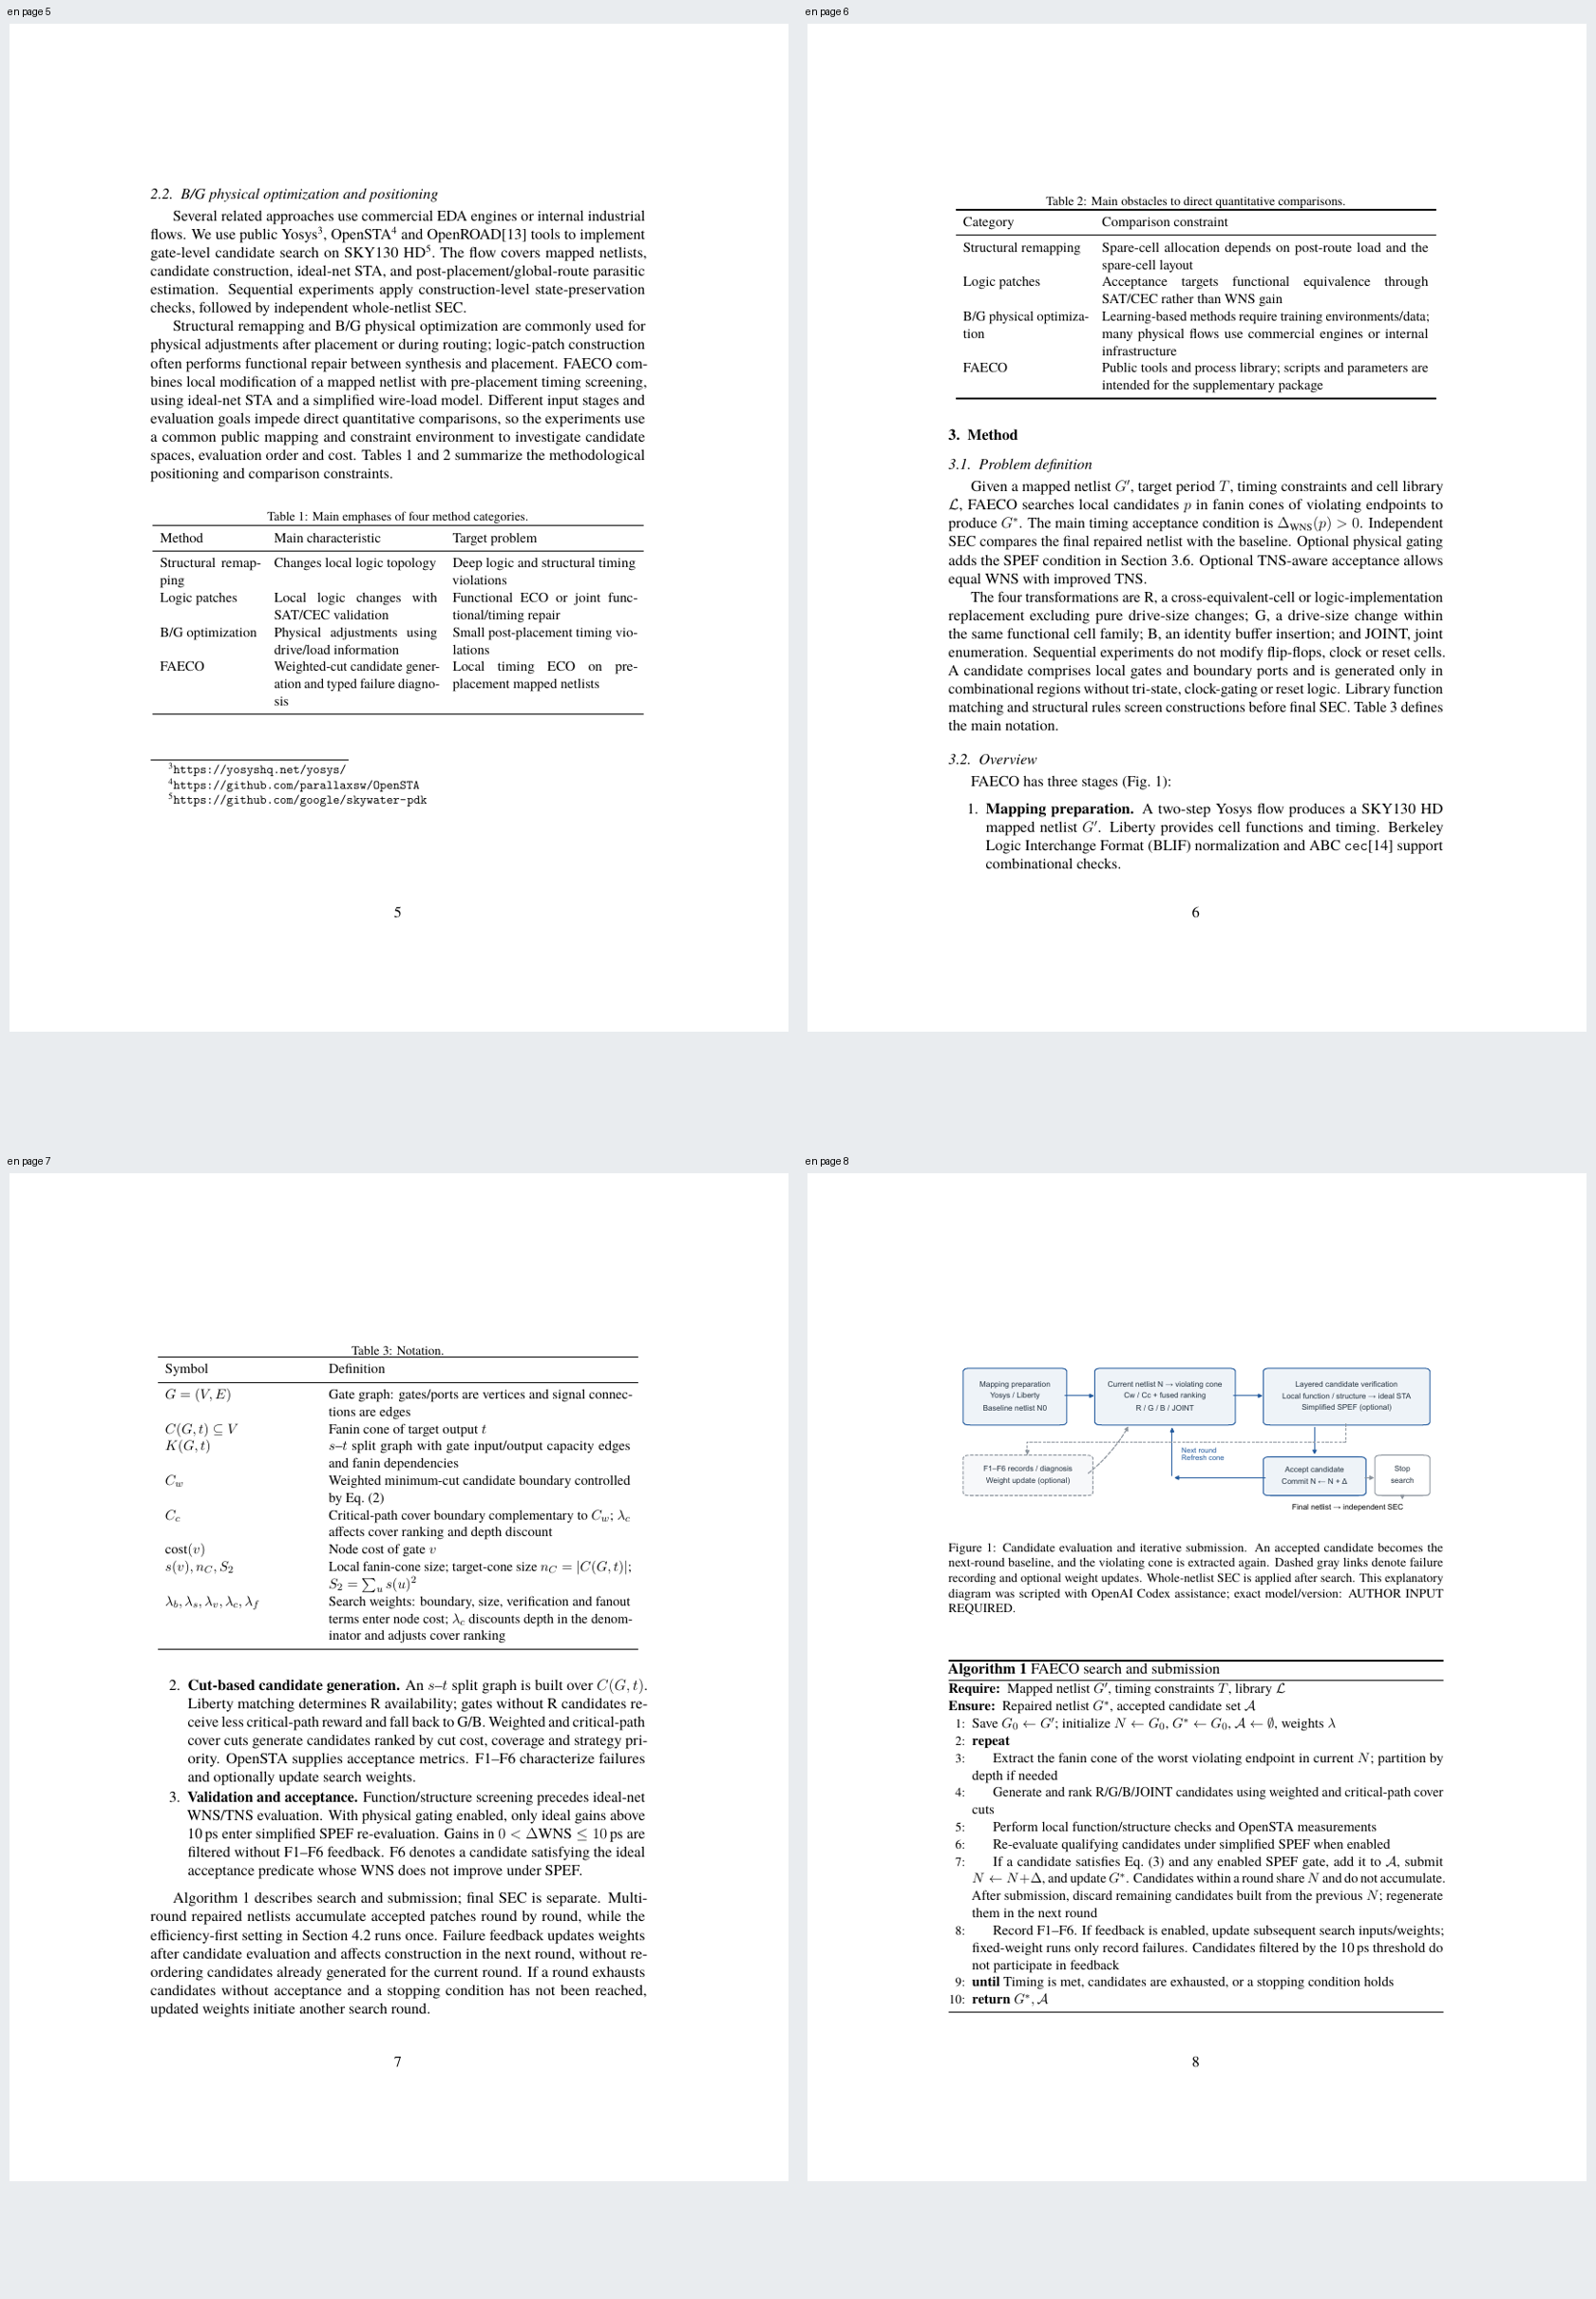 en page 5
2.2. B/G physical optimization and positioning
Several related approaches use commercial EDA engines or internal industrial
flows. We use public Yosys3, OpenSTA4 and OpenROAD[13] tools to implement
gate-level candidate search on SKY130 HD5. The flow covers mapped netlists,
candidate construction, ideal-net STA, and post-placement/global-route parasitic
estimation. Sequential experiments apply construction-level state-preservation
checks, followed by independent whole-netlist SEC.
Structural remapping and B/G physical optimization are commonly used for
physical adjustments after placement or during routing; logic-patch construction
often performs functional repair between synthesis and placement. FAECO com-
bines local modification of a mapped netlist with pre-placement timing screening,
using ideal-net STA and a simplified wire-load model. Different input stages and
evaluation goals impede direct quantitative comparisons, so the experiments use
a common public mapping and constraint environment to investigate candidate
spaces, evaluation order and cost. Tables 1 and 2 summarize the methodological
positioning and comparison constraints.
Table 1: Main emphases of four method categories.
Method Main characteristic Target problem
Structural remap- Changes local logic topology Deep logic and structural timing
ping violations
Logic patches Local logic changes with Functional ECO or joint func-
SAT/CEC validation tional/timing repair
B/G optimization Physical adjustments using Small post-placement timing vio-
drive/load information lations
FAECO Weighted-cut candidate gener- Local timing ECO on pre-
ation and typed failure diagno- placement mapped netlists
sis
3https://yosyshq.net/yosys/
4https://github.com/parallaxsw/OpenSTA
5https://github.com/google/skywater-pdk
5
en page 6
Table 2: Main obstacles to direct quantitative comparisons.
Category Comparison constraint
Structural remapping Spare-cell allocation depends on post-route load and the
spare-cell layout
Logic patches Acceptance targets functional equivalence through
SAT/CEC rather than WNS gain
B/G physical optimiza- Learning-based methods require training environments/data;
tion many physical flows use commercial engines or internal
infrastructure
FAECO Public tools and process library; scripts and parameters are
intended for the supplementary package
3. Method
3.1. Problem definition
Given a mapped netlist G′, target period T, timing constraints and cell library
ℒ, FAECO searches local candidates p in fanin cones of violating endpoints to
produce G*. The main timing acceptance condition is ΔWNS(p) > 0. Independent
SEC compares the final repaired netlist with the baseline. Optional physical gating
adds the SPEF condition in Section 3.6. Optional TNS-aware acceptance allows
equal WNS with improved TNS.
The four transformations are R, a cross-equivalent-cell or logic-implementation
replacement excluding pure drive-size changes; G, a drive-size change within
the same functional cell family; B, an identity buffer insertion; and JOINT, joint
enumeration. Sequential experiments do not modify flip-flops, clock or reset cells.
A candidate comprises local gates and boundary ports and is generated only in
combinational regions without tri-state, clock-gating or reset logic. Library function
matching and structural rules screen constructions before final SEC. Table 3 defines
the main notation.
3.2. Overview
FAECO has three stages (Fig. 1):
1. Mapping preparation. A two-step Yosys flow produces a SKY130 HD
mapped netlist G′. Liberty provides cell functions and timing. Berkeley
Logic Interchange Format (BLIF) normalization and ABC cec[14] support
combinational checks.
6
en page 7
Table 3: Notation.
Symbol Definition
G = (V, E) Gate graph: gates/ports are vertices and signal connec-
tions are edges
C(G, t) ⊆ V Fanin cone of target output t
K(G, t) s–t split graph with gate input/output capacity edges
and fanin dependencies
Cw Weighted minimum-cut candidate boundary controlled
by Eq. (2)
Cc Critical-path cover boundary complementary to Cw; λc
affects cover ranking and depth discount
cost(v) Node cost of gate v
s(v), nC, S2 Local fanin-cone size; target-cone size nC = |C(G, t)|;
S2 = ∑u s(u)2
λb, λs, λv, λc, λf Search weights: boundary, size, verification and fanout
terms enter node cost; λc discounts depth in the denom-
inator and adjusts cover ranking
2. Cut-based candidate generation. An s–t split graph is built over C(G, t).
Liberty matching determines R availability; gates without R candidates re-
ceive less critical-path reward and fall back to G/B. Weighted and critical-path
cover cuts generate candidates ranked by cut cost, coverage and strategy pri-
ority. OpenSTA supplies acceptance metrics. F1–F6 characterize failures
and optionally update search weights.
3. Validation and acceptance. Function/structure screening precedes ideal-net
WNS/TNS evaluation. With physical gating enabled, only ideal gains above
10 ps enter simplified SPEF re-evaluation. Gains in 0 < ΔWNS ≤ 10 ps are
filtered without F1–F6 feedback. F6 denotes a candidate satisfying the ideal
acceptance predicate whose WNS does not improve under SPEF.
Algorithm 1 describes search and submission; final SEC is separate. Multi-
round repaired netlists accumulate accepted patches round by round, while the
efficiency-first setting in Section 4.2 runs once. Failure feedback updates weights
after candidate evaluation and affects construction in the next round, without re-
ordering candidates already generated for the current round. If a round exhausts
candidates without acceptance and a stopping condition has not been reached,
updated weights initiate another search round.
7
en page 8
Mapping preparation
Yosys / Liberty
Baseline netlist N0
Current netlist N → violating cone
Cw / Cc + fused ranking
R / G / B / JOINT
Layered candidate verification
Local function / structure → ideal STA
Simplified SPEF (optional)
F1–F6 records / diagnosis
Weight update (optional)
Next round
Refresh cone
Accept candidate
Commit N ← N + Δ
Stop
search
Final netlist → independent SEC
Figure 1: Candidate evaluation and iterative submission. An accepted candidate becomes the
next-round baseline, and the violating cone is extracted again. Dashed gray links denote failure
recording and optional weight updates. Whole-netlist SEC is applied after search. This explanatory
diagram was scripted with OpenAI Codex assistance; exact model/version: AUTHOR INPUT
REQUIRED.
Algorithm 1 FAECO search and submission
Require: Mapped netlist G′, timing constraints T, library ℒ
Ensure: Repaired netlist G*, accepted candidate set 𝒜
1: Save G0 ← G′; initialize N ← G0, G* ← G0, 𝒜 ← ∅, weights λ
2: repeat
3: Extract the fanin cone of the worst violating endpoint in current N; partition by
depth if needed
4: Generate and rank R/G/B/JOINT candidates using weighted and critical-path cover
cuts
5: Perform local function/structure checks and OpenSTA measurements
6: Re-evaluate qualifying candidates under simplified SPEF when enabled
7: If a candidate satisfies Eq. (3) and any enabled SPEF gate, add it to 𝒜, submit
N ← N+Δ, and update G*. Candidates within a round share N and do not accumulate.
After submission, discard remaining candidates built from the previous N; regenerate
them in the next round
8: Record F1–F6. If feedback is enabled, update subsequent search inputs/weights;
fixed-weight runs only record failures. Candidates filtered by the 10 ps threshold do
not participate in feedback
9: until Timing is met, candidates are exhausted, or a stopping condition holds
10: return G*, 𝒜
8